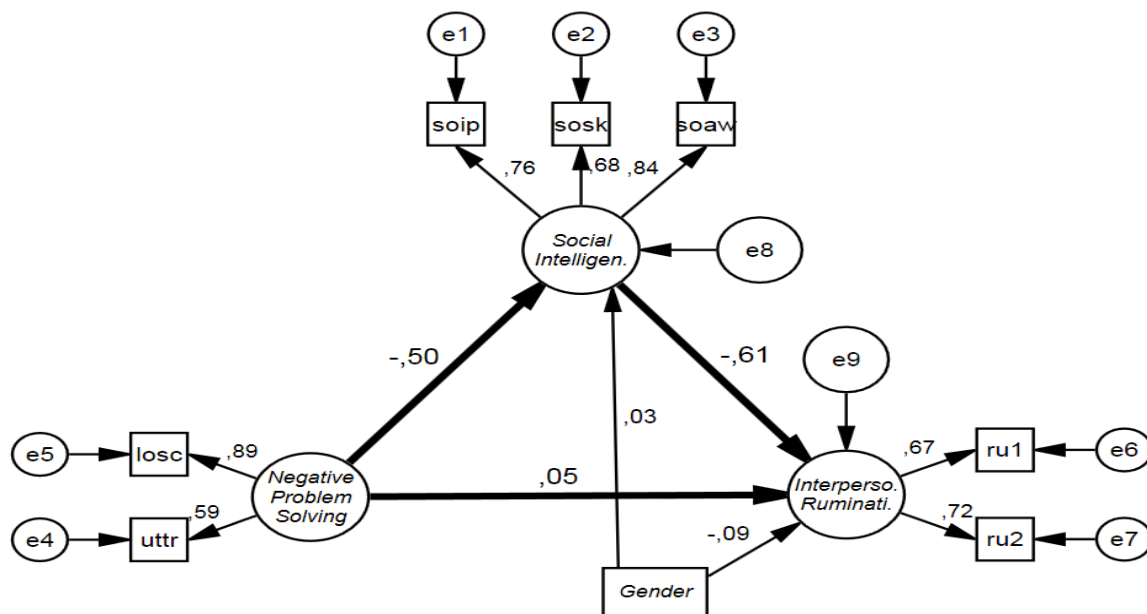 e1
e2
e3
soip
sosk
soaw
,76
,68
,84
Social
Intelligen.
e8
-,50
-,61
e9
,03
e5
losc
,89
Negative
Problem
Solving
,05
Interperso.
Ruminati.
,67
ru1
e6
e4
uttr
,59
-,09
,72
ru2
e7
Gender